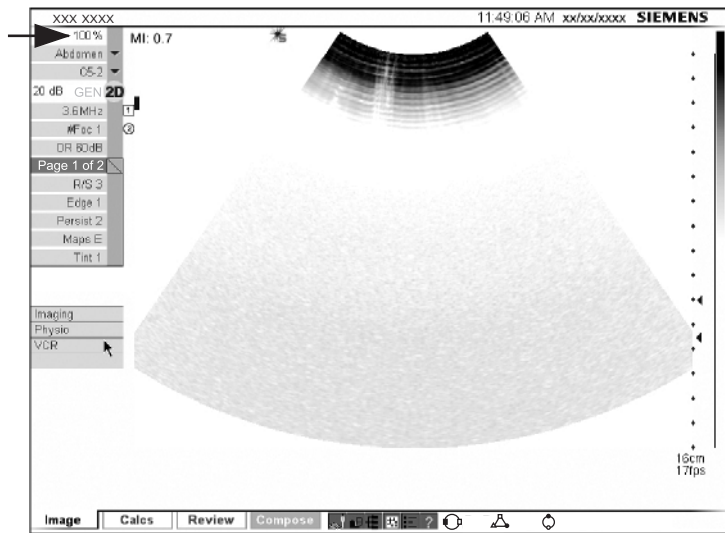 XXX XXXX
11:49:06 AM xx/xx/xxxx SIEMENS
100%
MI: 0.7
S
Abdomen
C5-2
20 dB GEN 2D
3.6MHz 1
#Foc 1 2
DR 60dB
Page 1 of 2
R/S 3
Edge 1
Persist 2
Maps E
Tint 1
Imaging
Physio
VCR
16cm
17fps
Image Calcs Review Compose ?